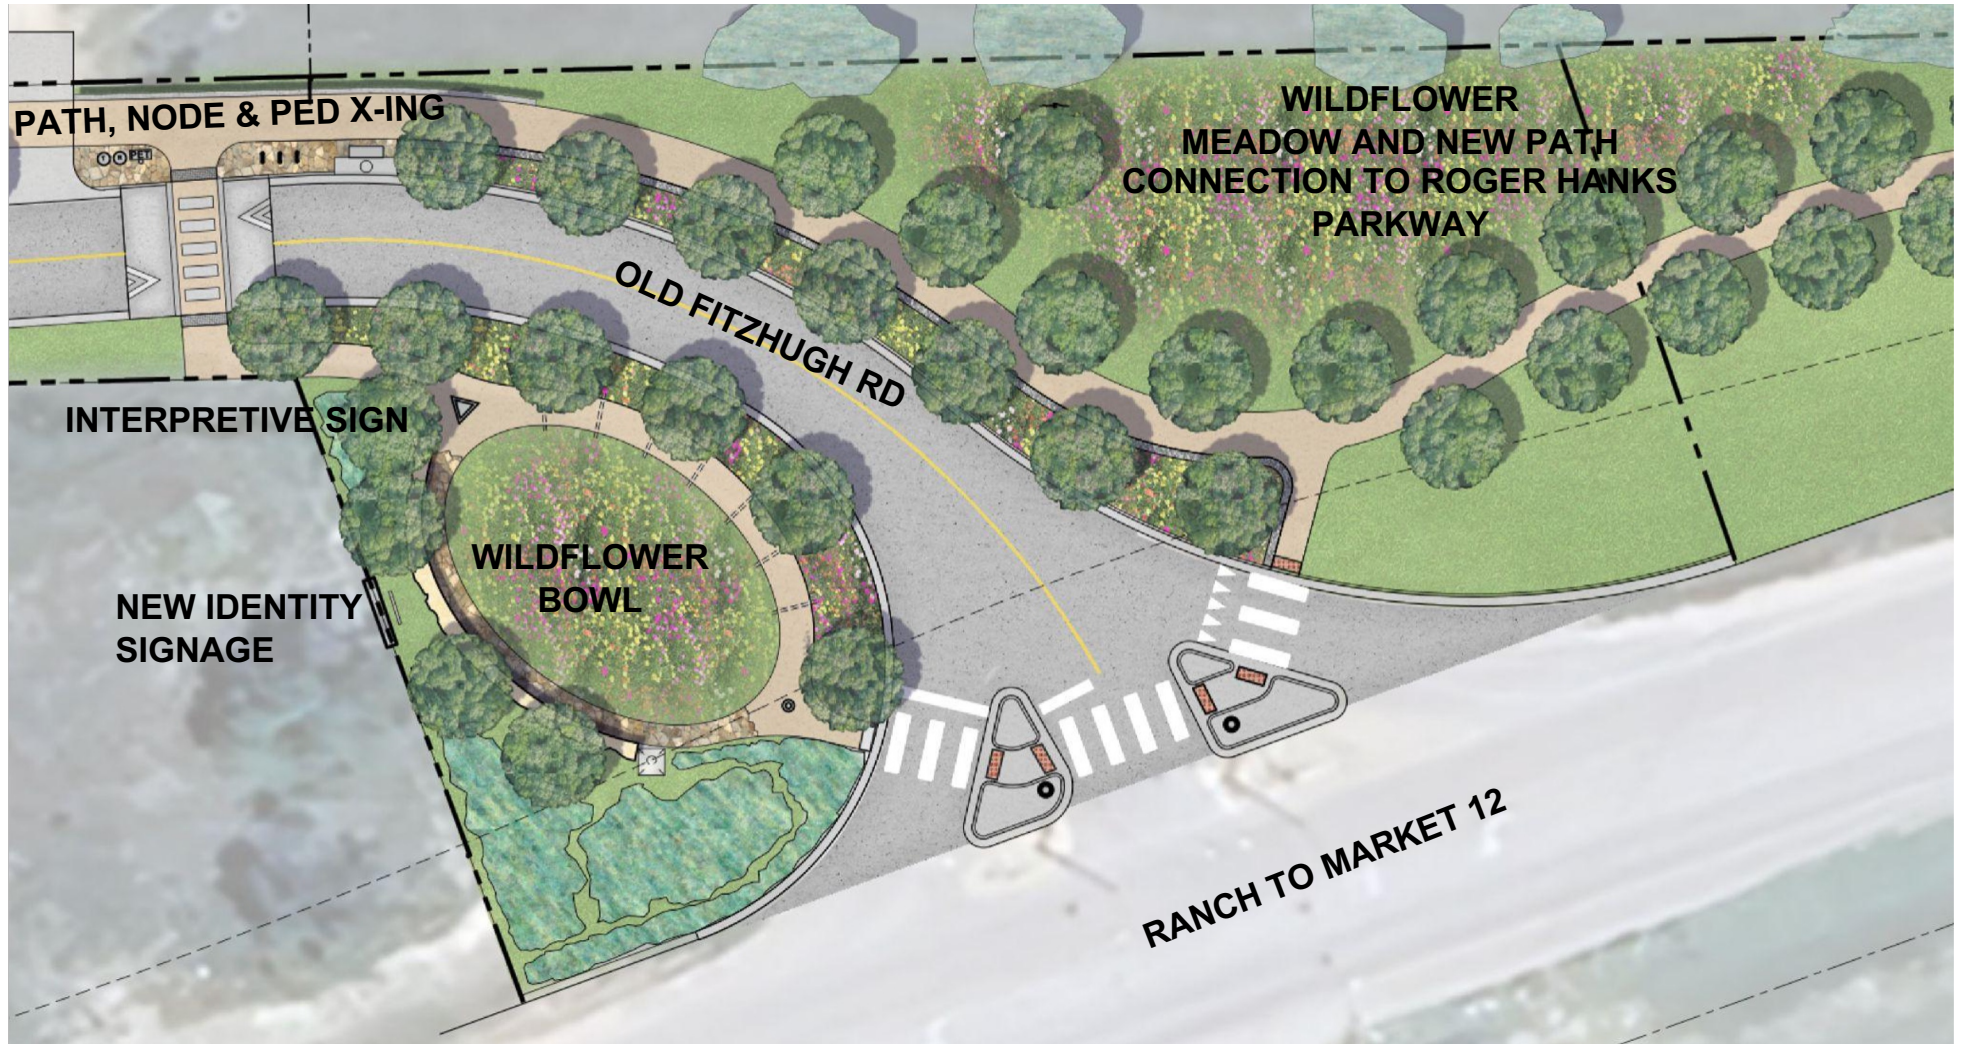 PATH, NODE & PED X-ING
PET
WILDFLOWER
MEADOW AND NEW PATH
CONNECTION TO ROGER HANKS
PARKWAY
OLD FITZHUGH RD
INTERPRETIVE SIGN
WILDFLOWER
BOWL
NEW IDENTITY
SIGNAGE
RANCH TO MARKET 12